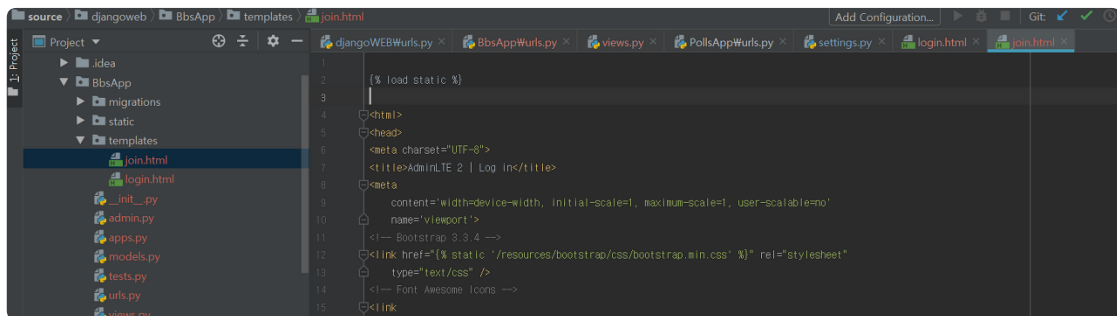 source djangoweb BbsApp templates join.html Add Configuration... Git:
1: Project
Project
djangoWEB₩urls.py BbsApp₩urls.py views.py PollsApp₩urls.py settings.py login.html join.html
.idea
BbsApp
migrations
static
templates
join.html
login.html
__init__.py
admin.py
apps.py
models.py
tests.py
urls.py
views.py
1
2 {% load static %}
3
4 <html>
5 <head>
6 <meta charset="UTF-8">
7 <title>AdminLTE 2 | Log in</title>
8 <meta
9 content='width=device-width, initial-scale=1, maximum-scale=1, user-scalable=no'
10 name='viewport'>
11 <!-- Bootstrap 3.3.4 -->
12 <link href="{% static '/resources/bootstrap/css/bootstrap.min.css' %}" rel="stylesheet"
13 type="text/css" />
14 <!-- Font Awesome Icons -->
15 <link